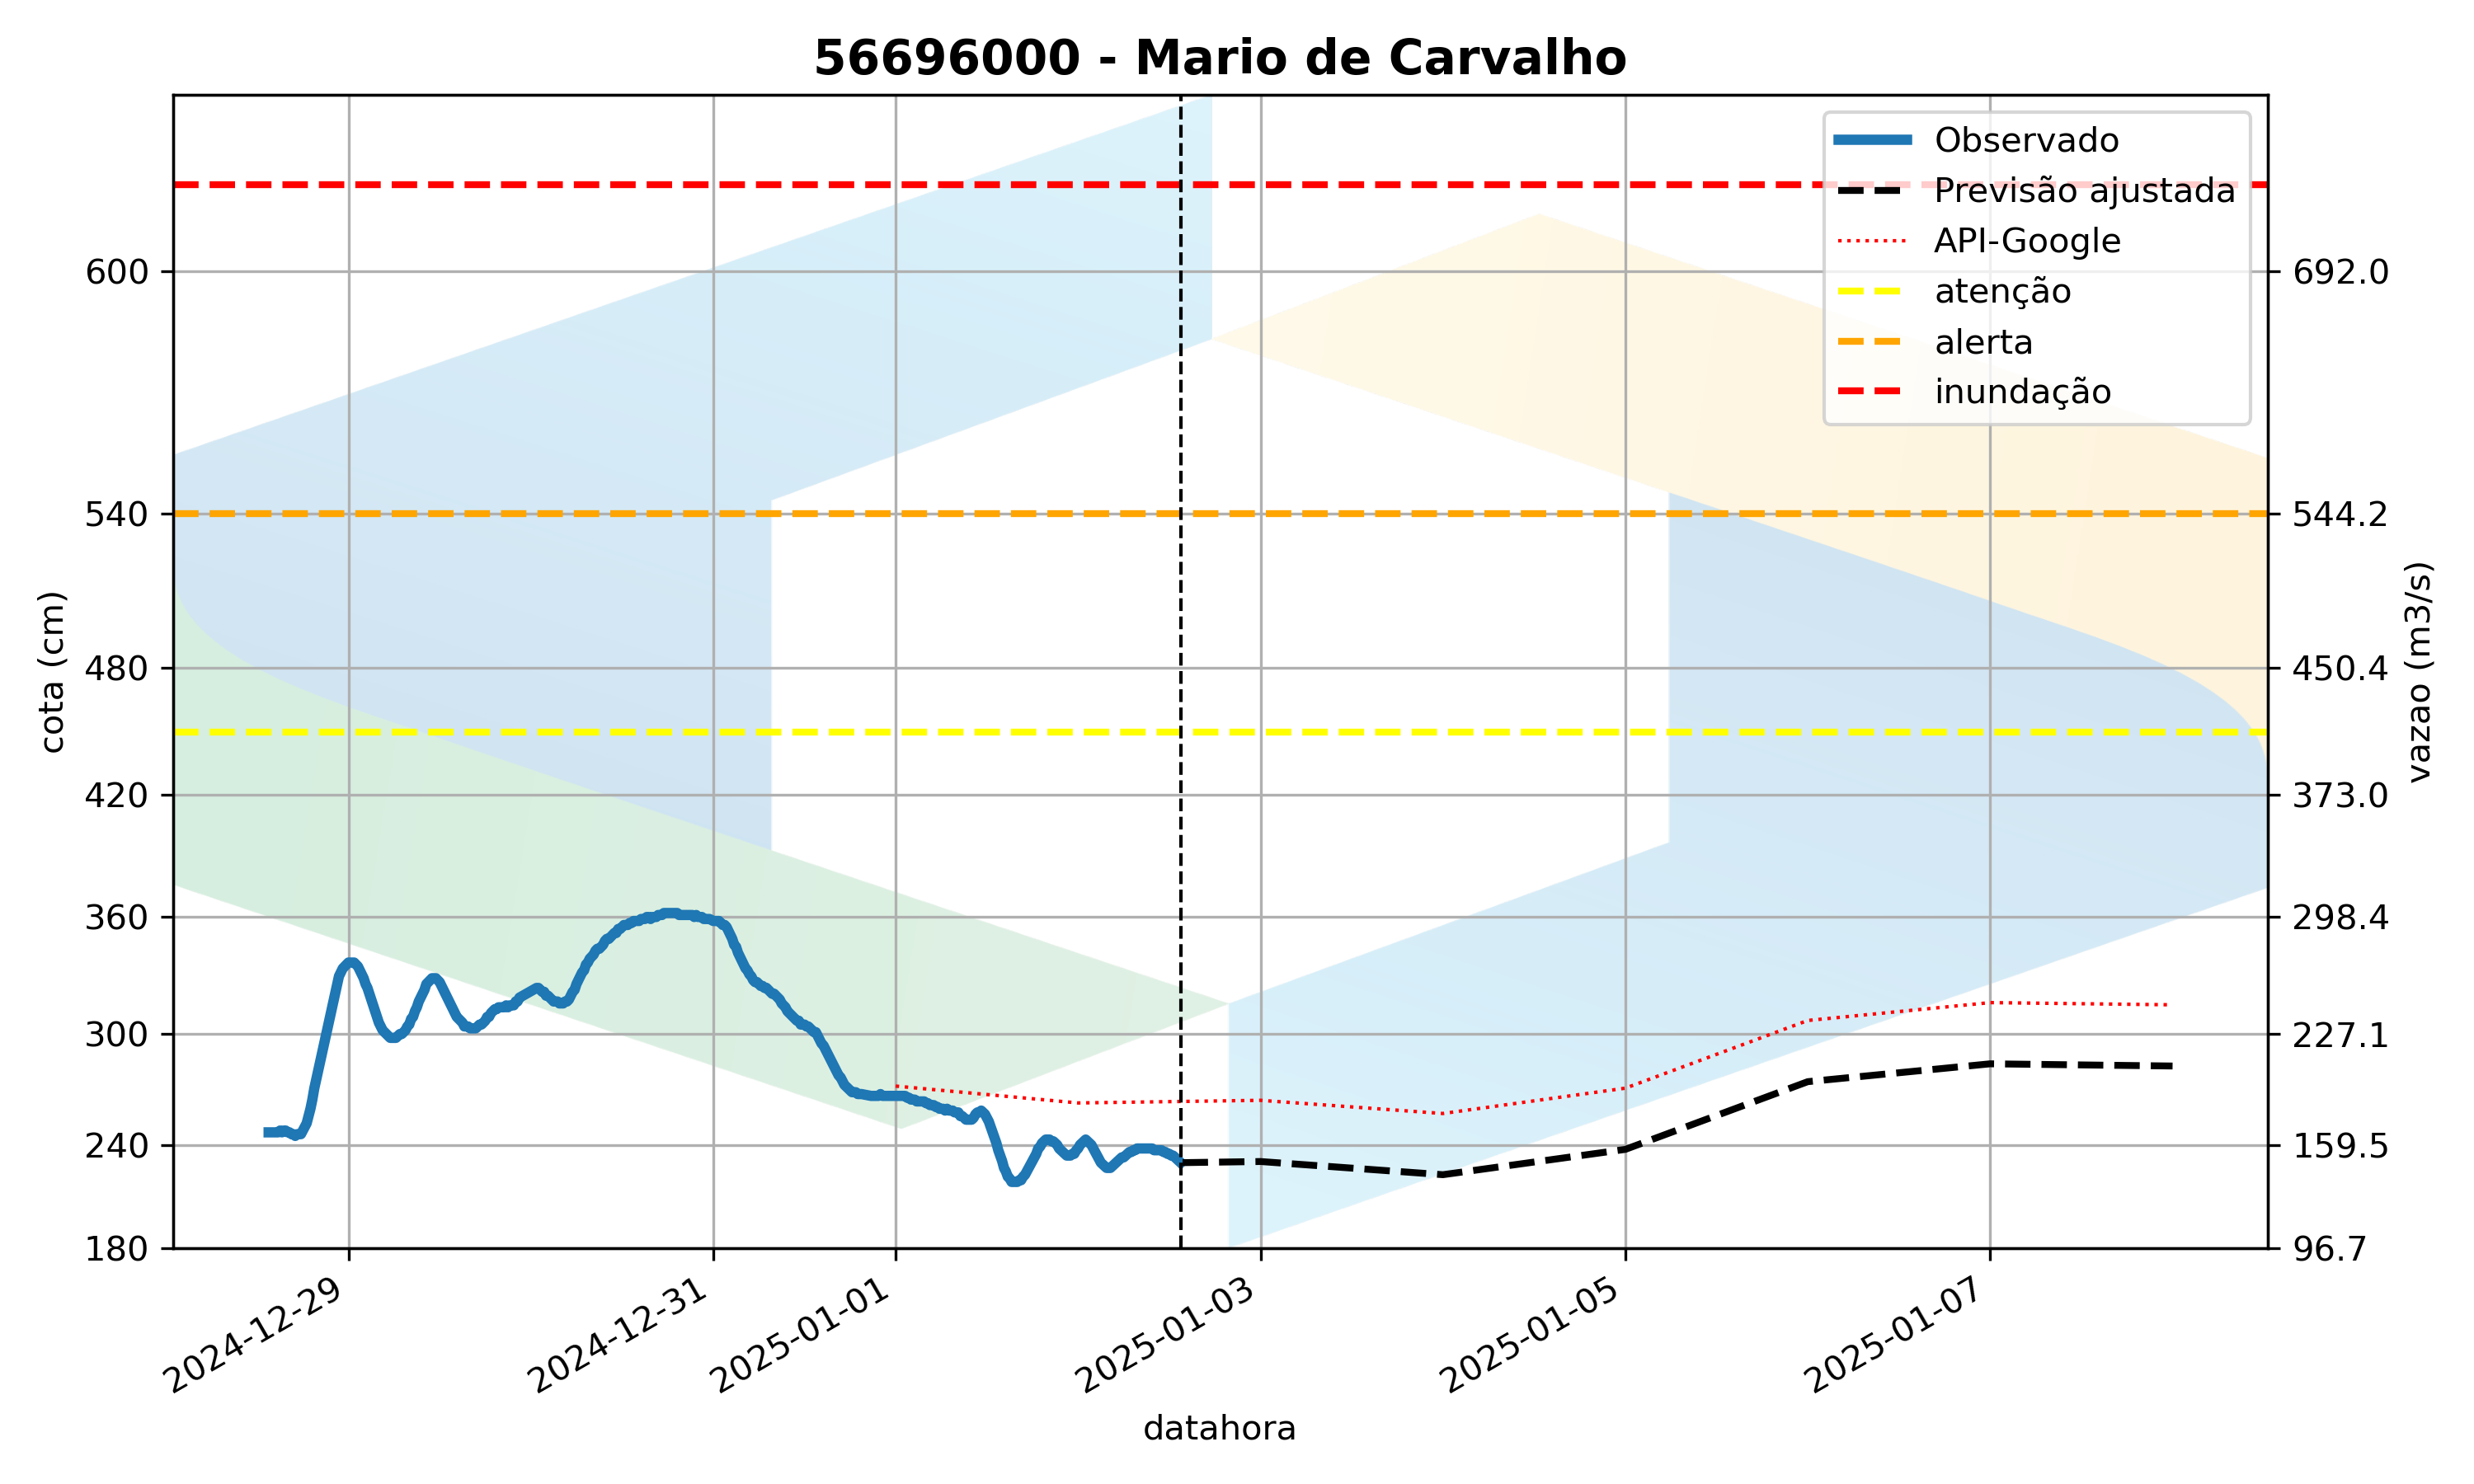 56696000 - Mario de Carvalho
Observado
Previsão ajustada
API-Google
atenção
alerta
inundação
600
540
480
420
360
300
240
180
cota (cm)
692.0
544.2
450.4
373.0
298.4
227.1
159.5
96.7
vazao (m3/s)
2024-12-29
2024-12-31
2025-01-01
2025-01-03
2025-01-05
2025-01-07
datahora